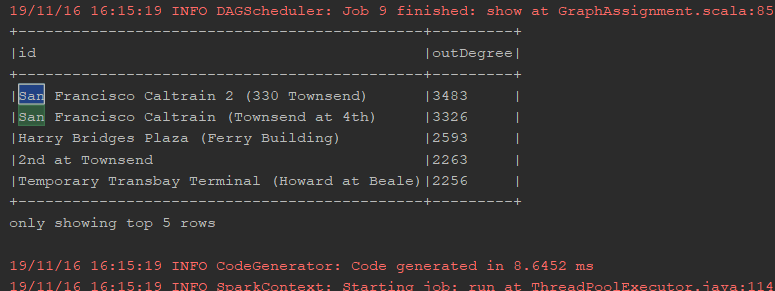 19/11/16 16:15:19 INFO DAGScheduler: Job 9 finished: show at GraphAssignment.scala:85
+---------------------------------------------+---------+
|id                                           |outDegree|
+---------------------------------------------+---------+
|San Francisco Caltrain 2 (330 Townsend)      |3483     |
|San Francisco Caltrain (Townsend at 4th)     |3326     |
|Harry Bridges Plaza (Ferry Building)         |2593     |
|2nd at Townsend                              |2263     |
|Temporary Transbay Terminal (Howard at Beale)|2256     |
+---------------------------------------------+---------+
only showing top 5 rows
19/11/16 16:15:19 INFO CodeGenerator: Code generated in 8.6452 ms
19/11/16 16:15:19 INFO SparkContext: Starting job: run at ThreadPoolExecutor.java:114